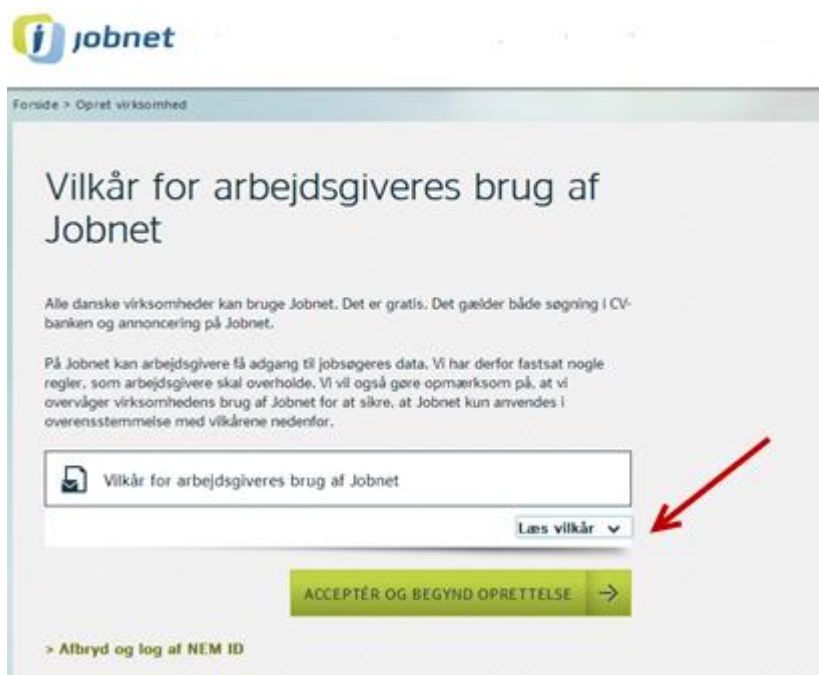 jobnet
Forside > Opret virksomhed
Vilkår for arbejdsgiveres brug af
Jobnet
Alle danske virksomheder kan bruge Jobnet. Det er gratis. Det gælder både søgning i CV-
banken og annoncering på Jobnet.
På Jobnet kan arbejdsgivere få adgang til jobsøgeres data. Vi har derfor fastsat nogle
regler, som arbejdsgivere skal overholde. Vi vil også gøre opmærksom på, at vi
overvåger virksomhedens brug af Jobnet for at sikre, at Jobnet kun anvendes i
overensstemmelse med vilkårene nedenfor.
Vilkår for arbejdsgiveres brug af Jobnet
Læs vilkår
ACCEPTÉR OG BEGYND OPRETTELSE
> Afbryd og log af NEM ID